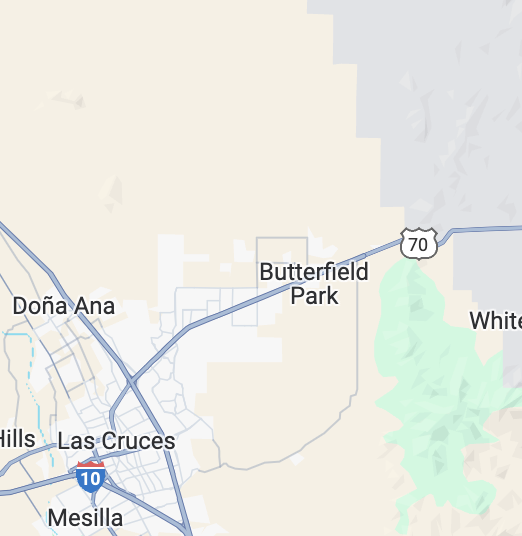 70
Butterfield
Park
Doña Ana
White
Hills
Las Cruces
10
Mesilla